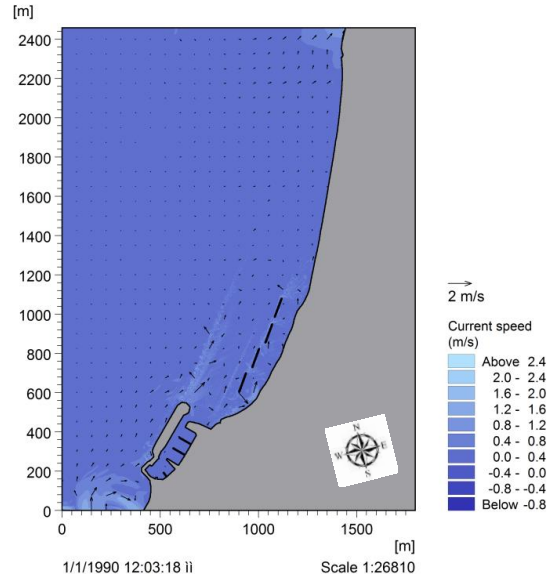 [m]
2400
2200
2000
1800
1600
1400
1200
1000
800
600
400
200
0
0 500 1000 1500
[m]
1/1/1990 12:03:18 ìì Scale 1:26810
2 m/s
Current speed
(m/s)
Above 2.4
2.0 - 2.4
1.6 - 2.0
1.2 - 1.6
0.8 - 1.2
0.4 - 0.8
0.0 - 0.4
-0.4 - 0.0
-0.8 - -0.4
Below -0.8
N
W E
S